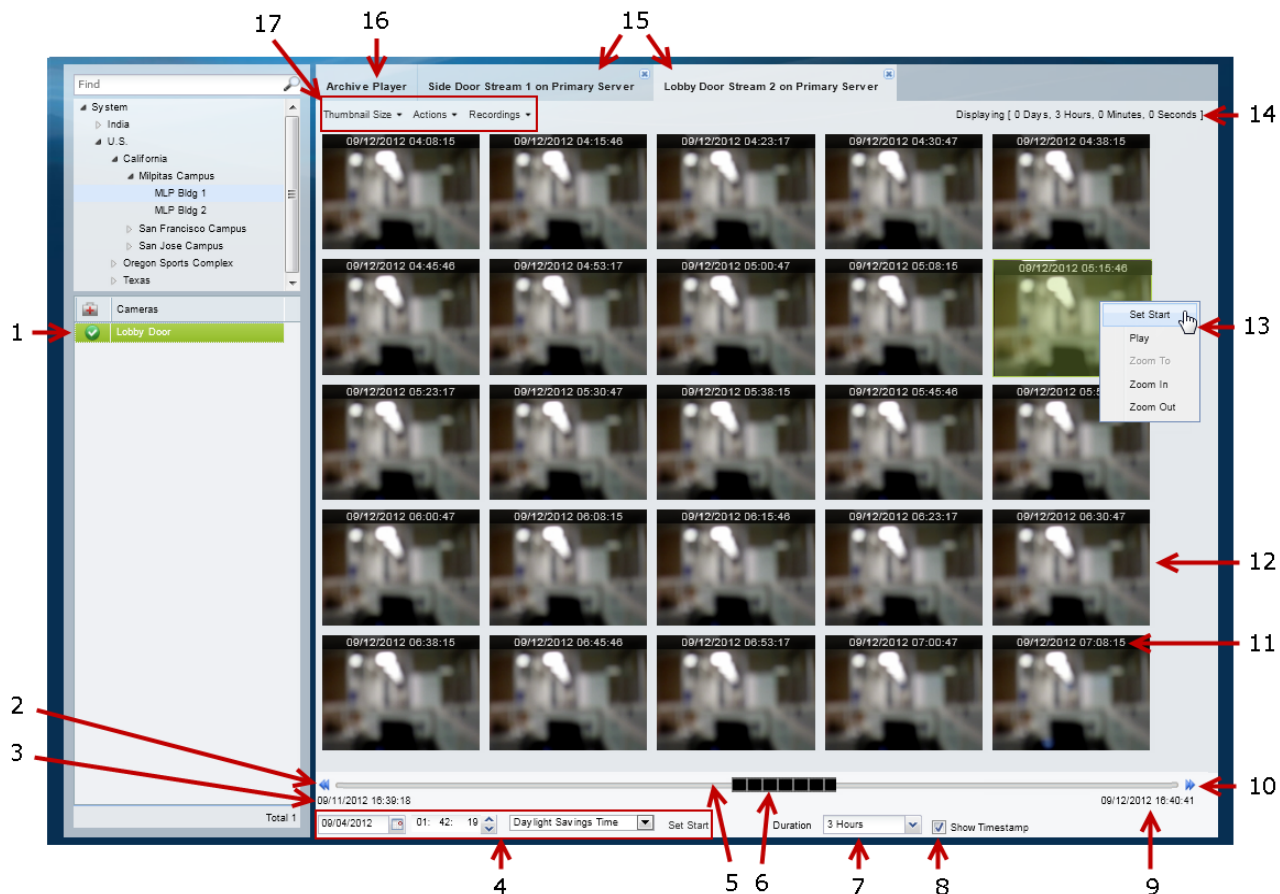 17 16 15
Find
Archive Player Side Door Stream 1 on Primary Server Lobby Door Stream 2 on Primary Server
System
India
U.S.
California
Milpitas Campus
MLP Bldg 1
MLP Bldg 2
San Francisco Campus
San Jose Campus
Oregon Sports Complex
Texas
Cameras
1
Lobby Door
Total 1
Thumbnail Size Actions Recordings
Displaying [ 0 Days, 3 Hours, 0 Minutes, 0 Seconds ]
14
09/12/2012 04:08:15 09/12/2012 04:15:46 09/12/2012 04:23:17 09/12/2012 04:30:47 09/12/2012 04:38:15
09/12/2012 04:45:46 09/12/2012 04:53:17 09/12/2012 05:00:47 09/12/2012 05:08:15 09/12/2012 05:15:46
Set Start
13
Play
Zoom To
Zoom In
Zoom Out
09/12/2012 05:23:17 09/12/2012 05:30:47 09/12/2012 05:38:15 09/12/2012 05:45:46 09/12/2012
09/12/2012 06:00:47 09/12/2012 06:08:15 09/12/2012 06:15:46 09/12/2012 06:23:17 09/12/2012 06:30:47
12
09/12/2012 06:38:15 09/12/2012 06:45:46 09/12/2012 06:53:17 09/12/2012 07:00:47 09/12/2012 07:08:15
11
2
3
10
09/11/2012 16:39:18 09/12/2012 16:40:41
09/04/2012 01: 42: 19 Daylight Savings Time Set Start Duration 3 Hours Show Timestamp
4 5 6 7 8 9